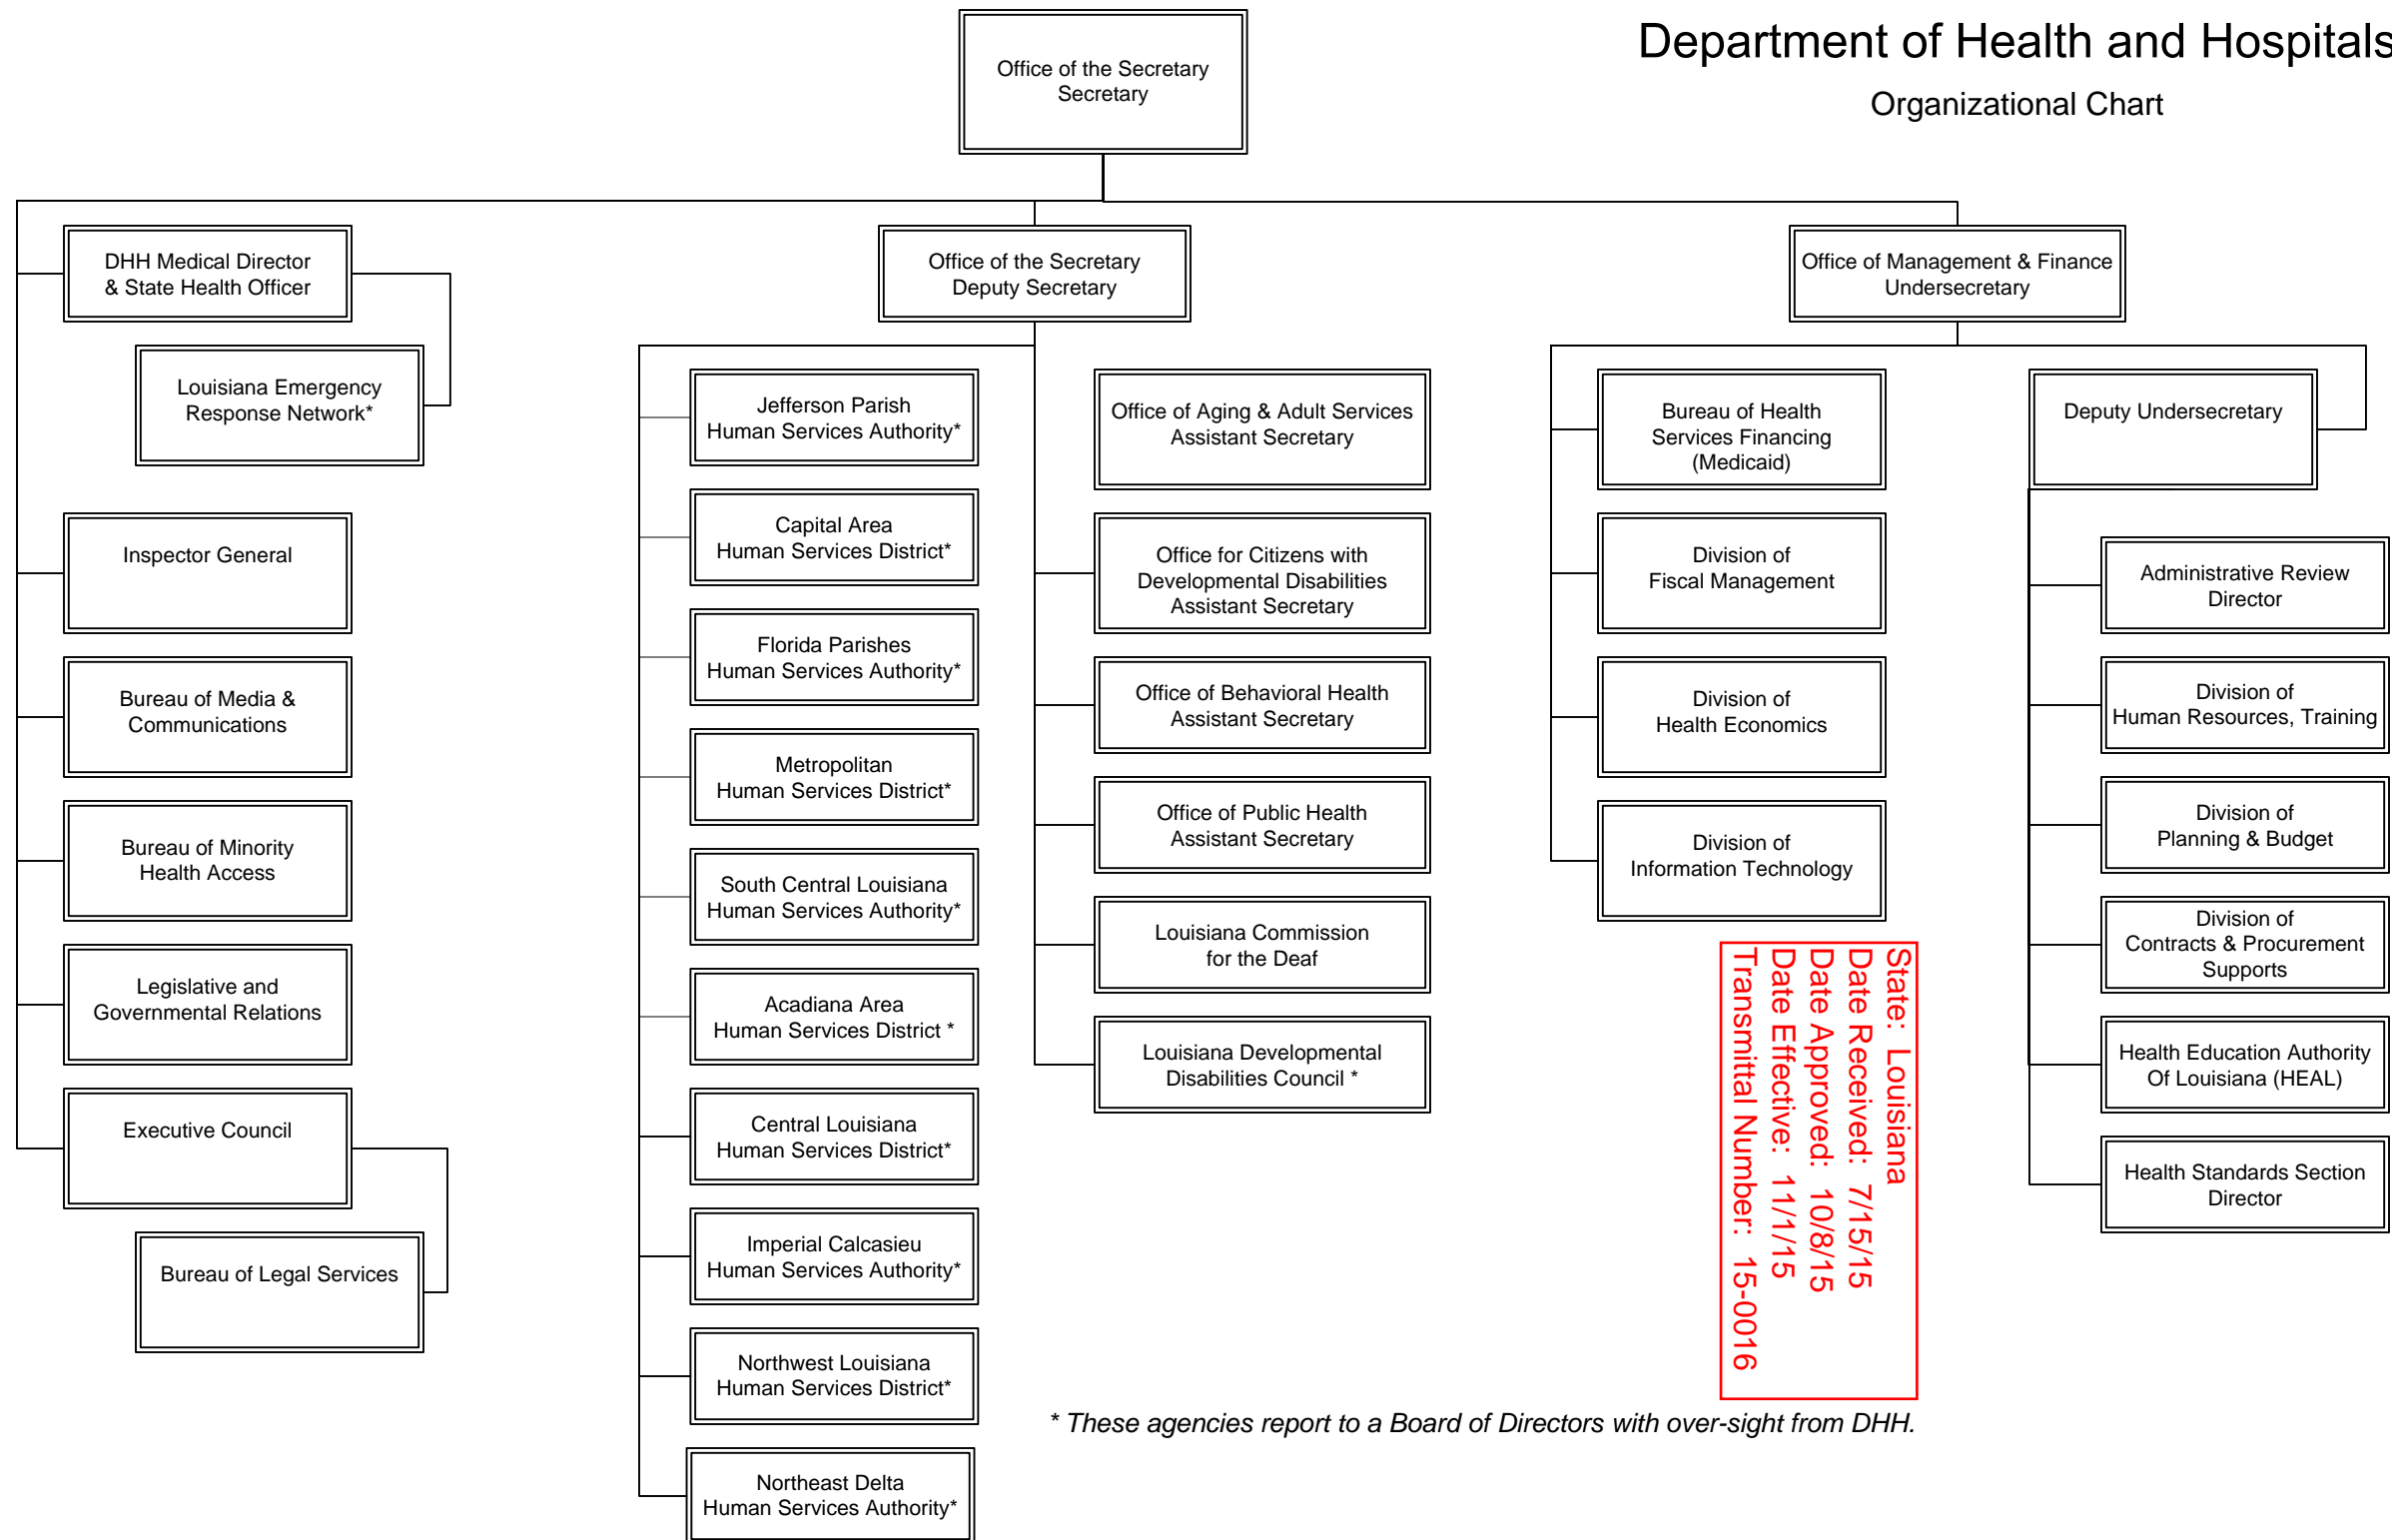 Department of Health and Hospitals
Organizational Chart
Office of the Secretary
Secretary
DHH Medical Director
& State Health Officer
Louisiana Emergency
Response Network*
Inspector General
Bureau of Media &
Communications
Bureau of Minority
Health Access
Legislative and
Governmental Relations
Executive Council
Bureau of Legal Services
Office of the Secretary
Deputy Secretary
Jefferson Parish
Human Services Authority*
Capital Area
Human Services District*
Florida Parishes
Human Services Authority*
Metropolitan
Human Services District*
South Central Louisiana
Human Services Authority*
Acadiana Area
Human Services District *
Central Louisiana
Human Services District*
Imperial Calcasieu
Human Services Authority*
Northwest Louisiana
Human Services District*
Northeast Delta
Human Services Authority*
Office of Aging & Adult Services
Assistant Secretary
Office for Citizens with
Developmental Disabilities
Assistant Secretary
Office of Behavioral Health
Assistant Secretary
Office of Public Health
Assistant Secretary
Louisiana Commission
for the Deaf
Louisiana Developmental
Disabilities Council *
Office of Management & Finance
Undersecretary
Bureau of Health
Services Financing
(Medicaid)
Division of
Fiscal Management
Division of
Health Economics
Division of
Information Technology
Deputy Undersecretary
Administrative Review
Director
Division of
Human Resources, Training
Division of
Planning & Budget
Division of
Contracts & Procurement
Supports
Health Education Authority
Of Louisiana (HEAL)
Health Standards Section
Director
State: Louisiana
Date Received: 7/15/15
Date Approved: 10/8/15
Date Effective: 11/1/15
Transmittal Number: 15-0016
* These agencies report to a Board of Directors with over-sight from DHH.